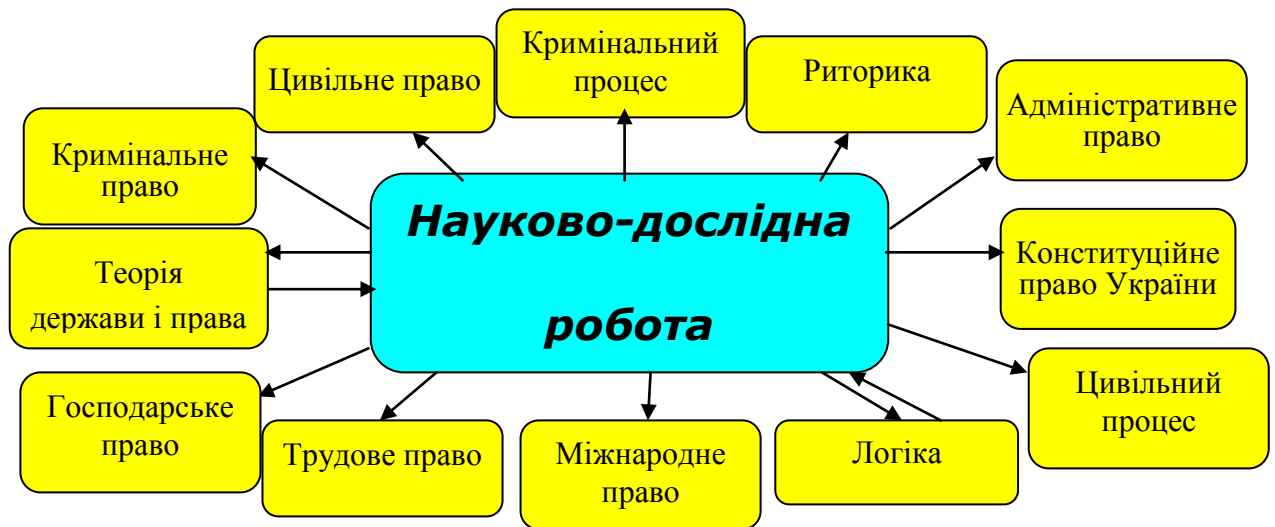 Кримінальний
процес
Цивільне право
Риторика
Адміністративне
право
Кримінальне
право
Науково-дослідна
робота
Конституційне
право України
Теорія
держави і права
Цивільний
процес
Господарське
право
Трудове право
Міжнародне
право
Логіка